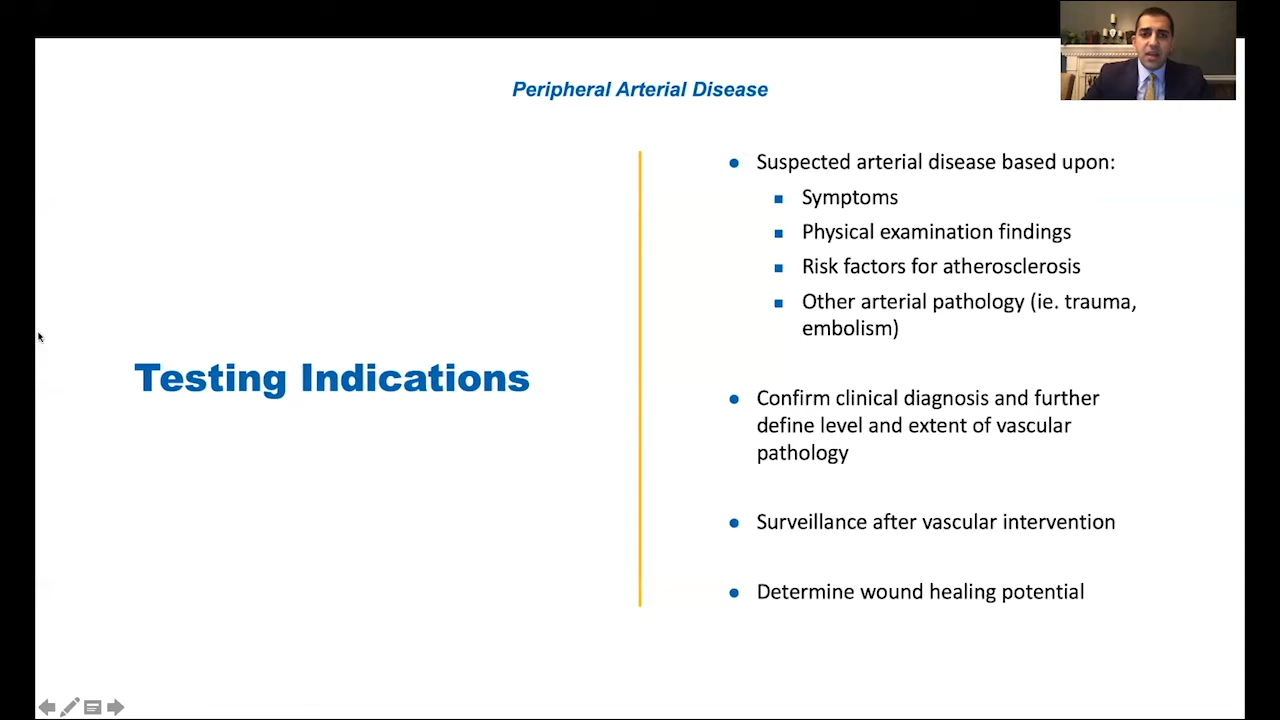 Peripheral Arterial Disease
Testing Indications
Suspected arterial disease based upon:
Symptoms
Physical examination findings
Risk factors for atherosclerosis
Other arterial pathology (ie. trauma,
embolism)
Confirm clinical diagnosis and further
define level and extent of vascular
pathology
Surveillance after vascular intervention
Determine wound healing potential